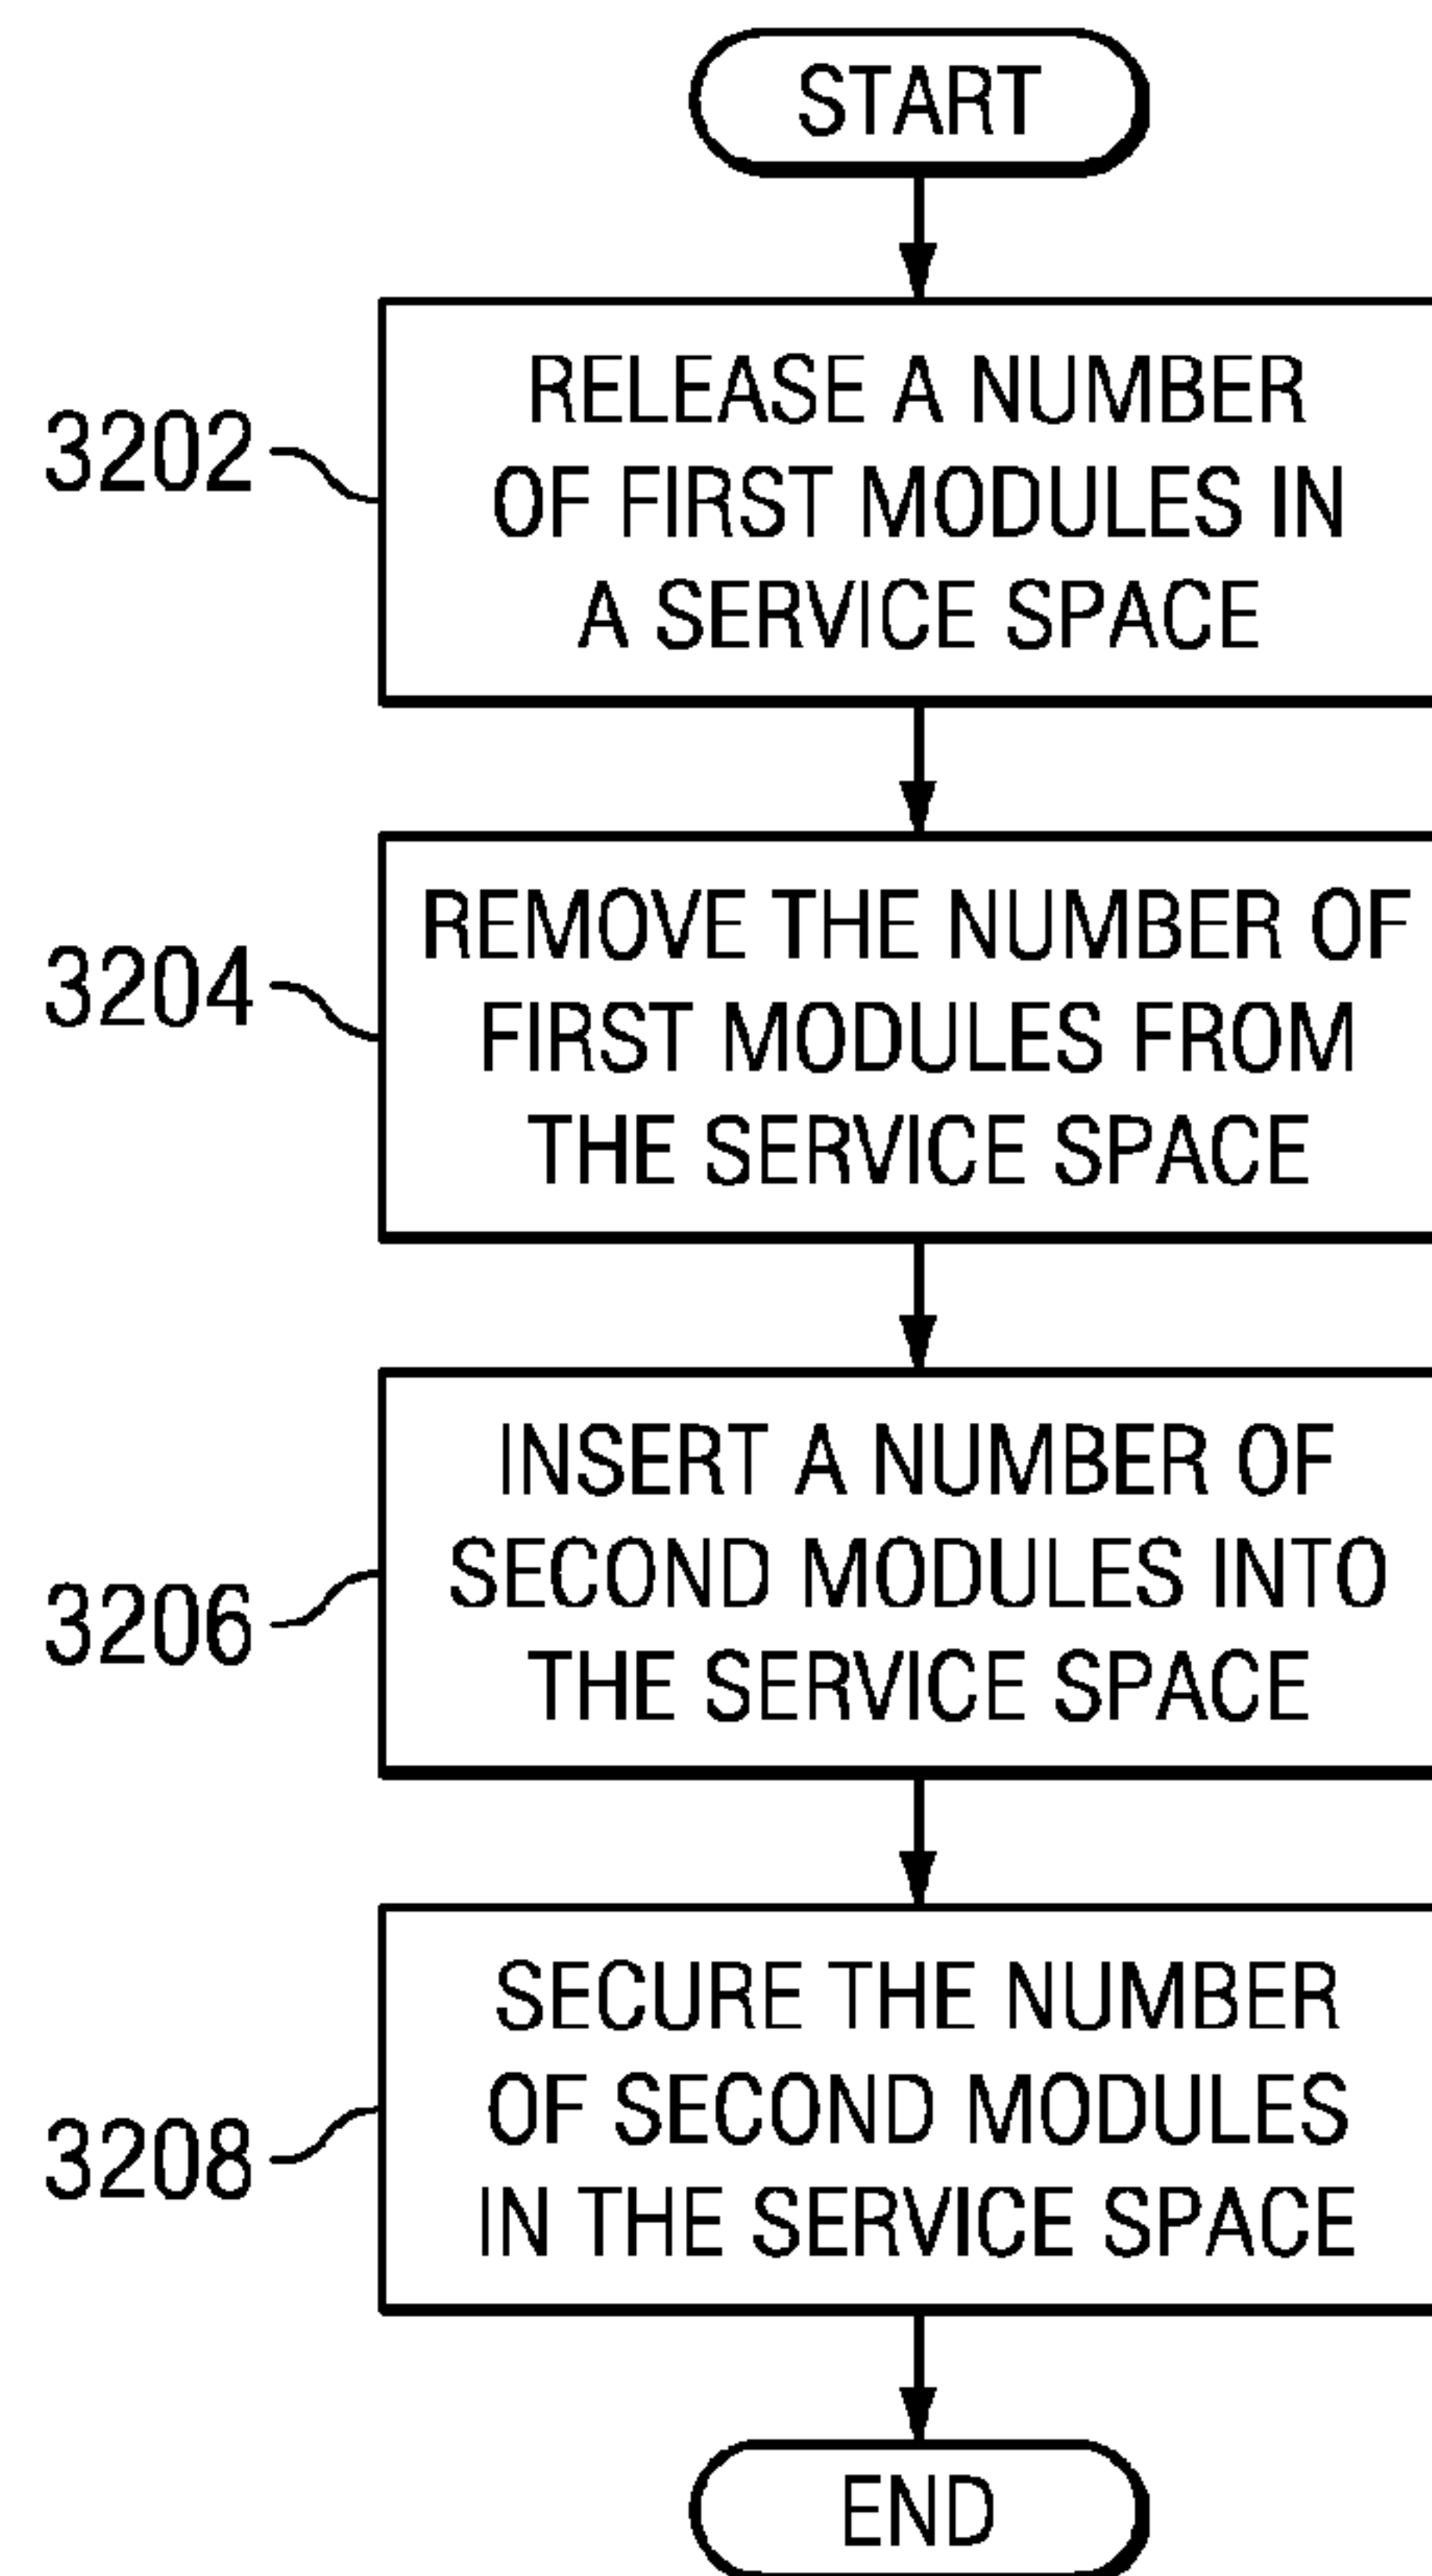 START
3202
RELEASE A NUMBER
OF FIRST MODULES IN
A SERVICE SPACE
3204
REMOVE THE NUMBER OF
FIRST MODULES FROM
THE SERVICE SPACE
3206
INSERT A NUMBER OF
SECOND MODULES INTO
THE SERVICE SPACE
3208
SECURE THE NUMBER
OF SECOND MODULES
IN THE SERVICE SPACE
END